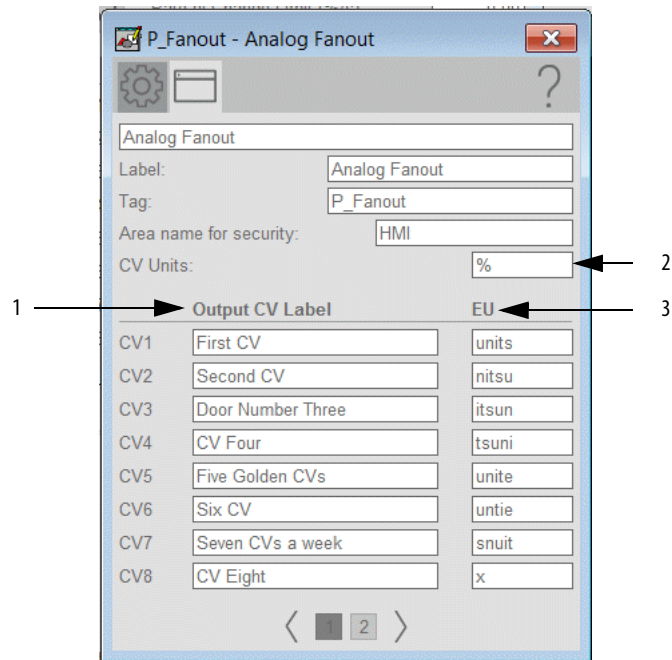 P_Fanout - Analog Fanout
?
Analog Fanout
Label: Analog Fanout
Tag: P_Fanout
Area name for security: HMI
CV Units: % 2
1 Output CV Label EU 3
CV1 First CV units
CV2 Second CV nitsu
CV3 Door Number Three itsun
CV4 CV Four tsuni
CV5 Five Golden CVs unite
CV6 Six CV untie
CV7 Seven CVs a week snuit
CV8 CV Eight x
1 2